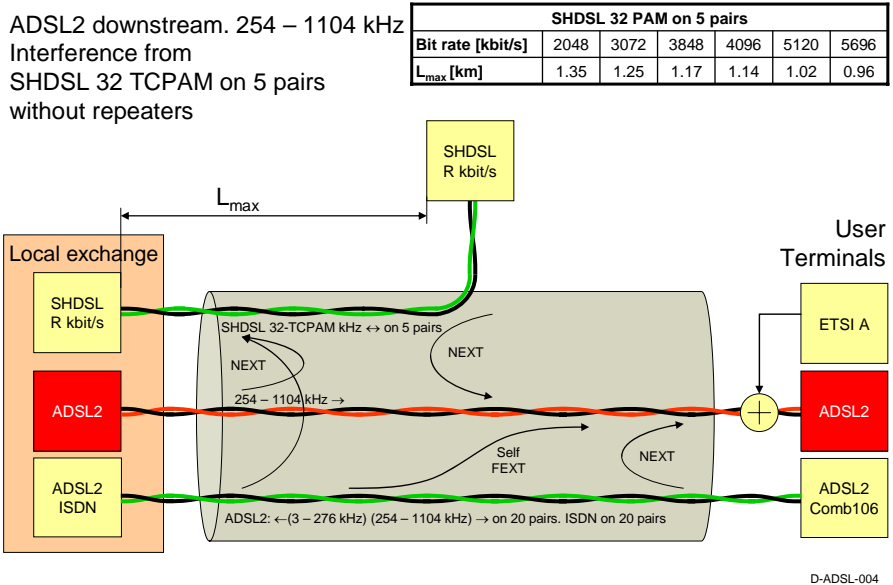 ADSL2 downstream. 254 – 1104 kHz
Interference from
SHDSL 32 TCPAM on 5 pairs
without repeaters
SHDSL 32 PAM on 5 pairs
Bit rate [kbit/s] 2048 3072 3848 4096 5120 5696
Lmax [km] 1.35 1.25 1.17 1.14 1.02 0.96
SHDSL
R kbit/s
Lmax
Local exchange
User
Terminals
SHDSL
R kbit/s
SHDSL 32-TCPAM kHz ↔ on 5 pairs
ETSI A
NEXT
NEXT
ADSL2
254 – 1104 kHz →
ADSL2
Self
FEXT
NEXT
ADSL2
ISDN
ADSL2
Comb106
ADSL2: ←(3 – 276 kHz) (254 – 1104 kHz) → on 20 pairs. ISDN on 20 pairs
D-ADSL-004